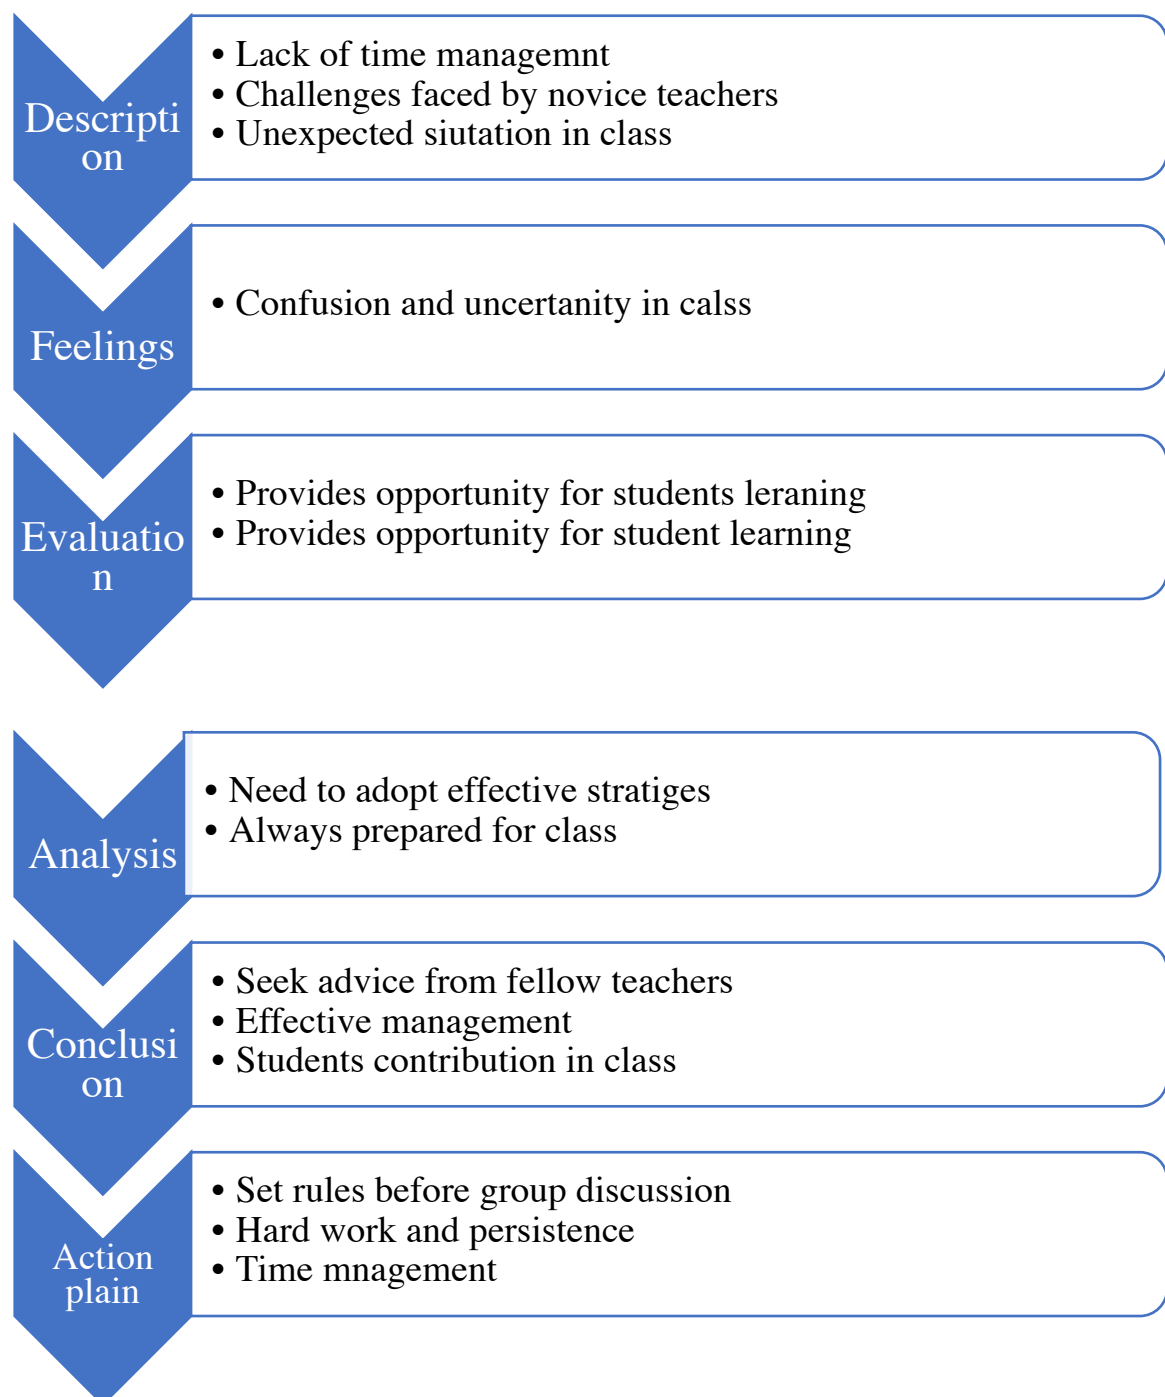 Descripti
on
• Lack of time managemnt
• Challenges faced by novice teachers
• Unexpected siutation in class
Feelings
• Confusion and uncertanity in calss
Evaluatio
n
• Provides opportunity for students leraning
• Provides opportunity for student learning
Analysis
• Need to adopt effective stratiges
• Always prepared for class
Conclusi
on
• Seek advice from fellow teachers
• Effective management
• Students contribution in class
Action
plain
• Set rules before group discussion
• Hard work and persistence
• Time mnagement